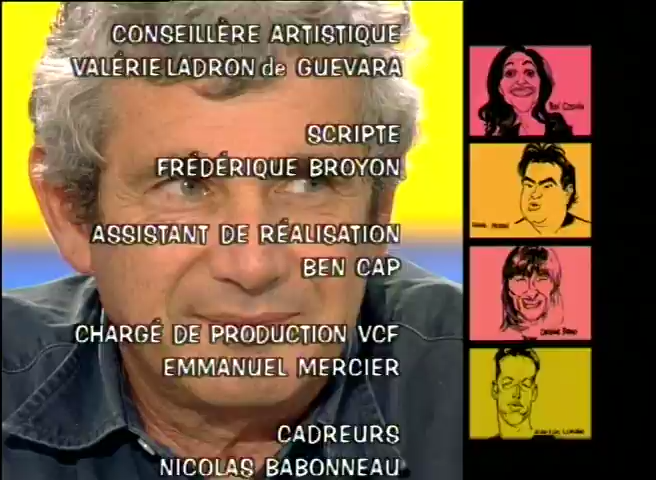 CONSEILLÈRE ARTISTIQUE
VALÉRIE LADRON de GUEVARA
SCRIPTE
FRÉDÉRIQUE BROYON
ASSISTANT DE RÉALISATION
BEN CAP
CHARGÉ DE PRODUCTION VCF
EMMANUEL MERCIER
CADREURS
NICOLAS BABONNEAU